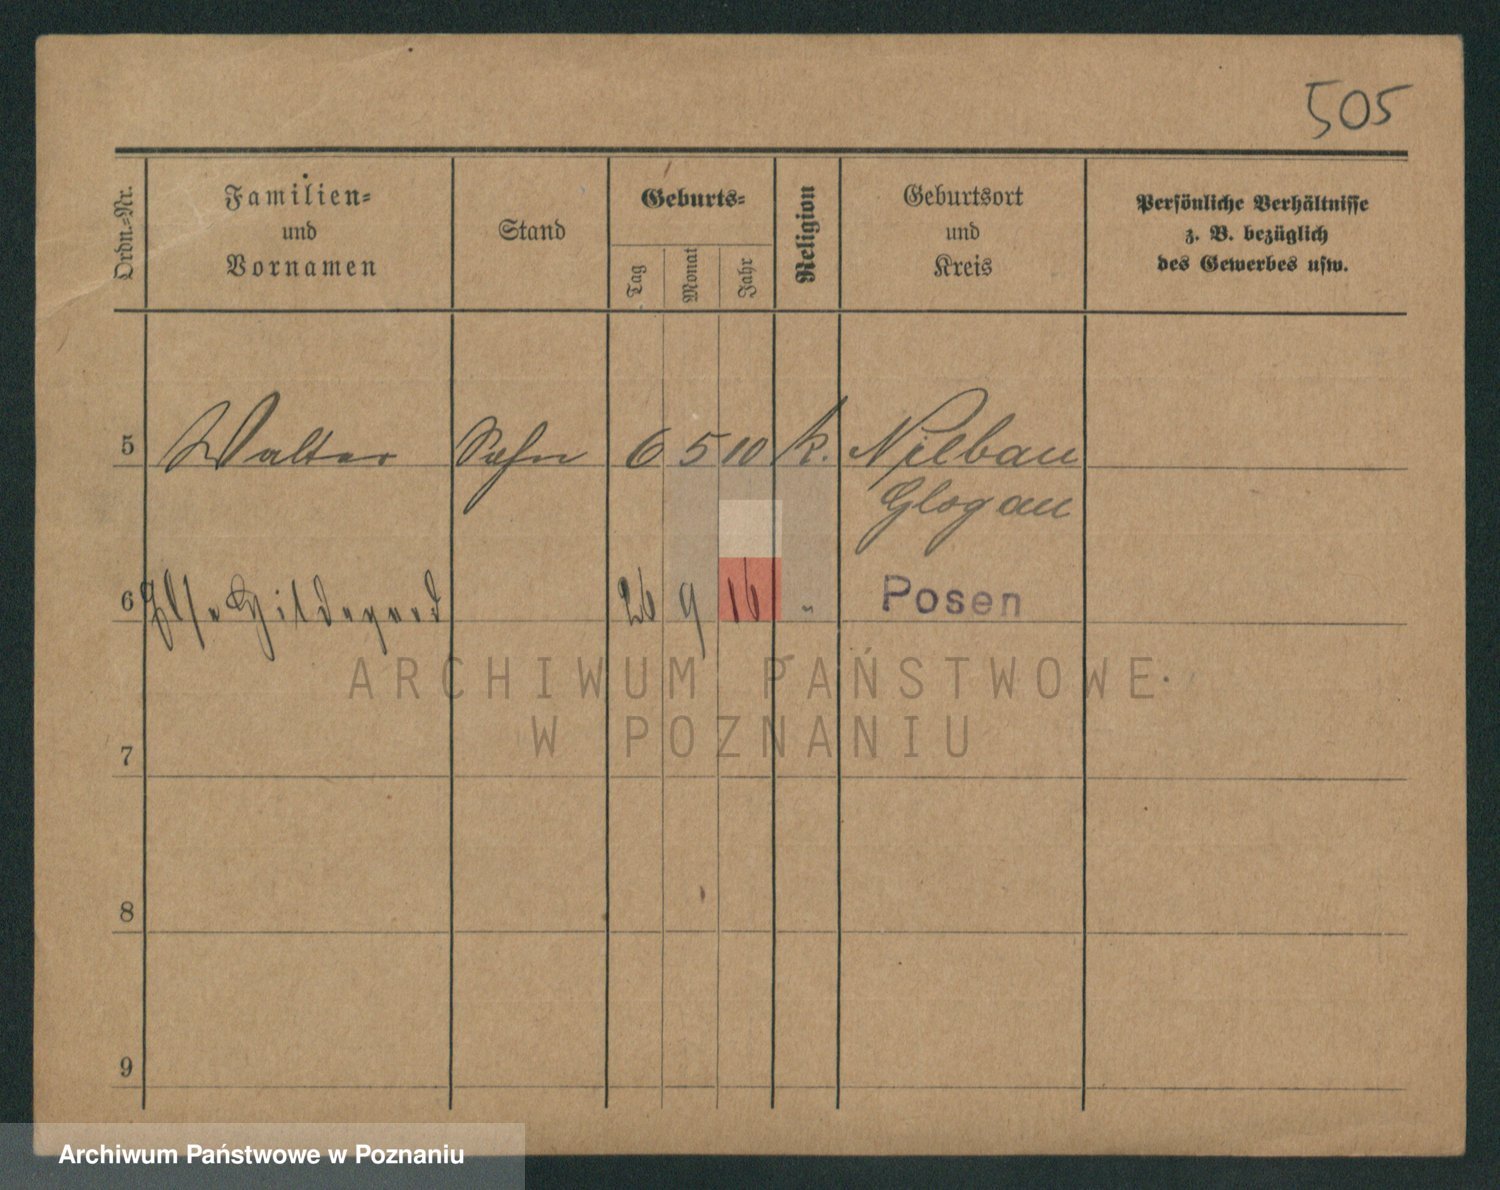 505
Ordn.-Nr.
Familien-
und
Vornamen
Stand
Geburts-
Tag
Monat
Jahr
Religion
Geburtsort
und
Kreis
Persönliche Verhältnisse
z. B. bezüglich
des Gewerbes usw.
5 Walter Sohn 6 5 10 k. Nilbau
Glogau
6 Else Hildegard 26 9 16 " Posen
ARCHIWUM PAŃSTWOWE
W POZNANIU
7
8
9
Archiwum Państwowe w Poznaniu